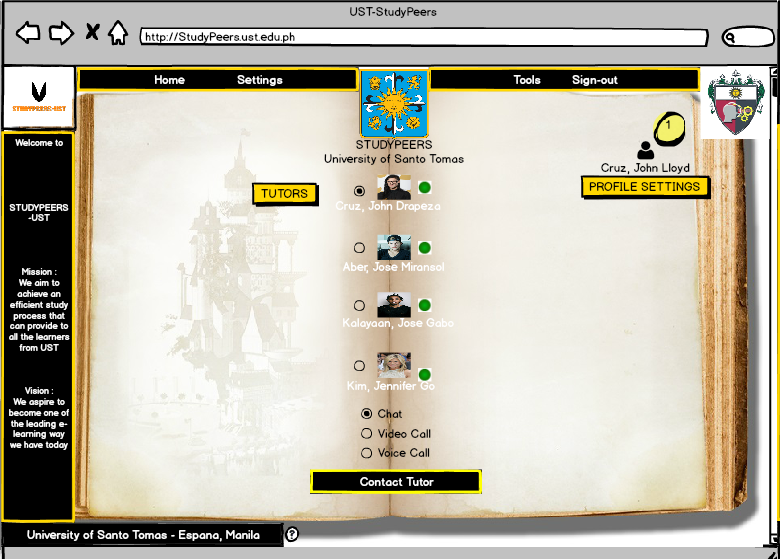 UST-StudyPeers
http://StudyPeers.ust.edu.ph
Home Settings Tools Sign-out
STUDYPEERS-UST
Welcome to
STUDYPEERS
-UST
Mission :
We aim to
achieve an
efficient study
process that
can provide to
all the learners
from UST
Vision :
We aspire to
become one of
the leading e-
learning way
we have today
STUDYPEERS
University of Santo Tomas
1
Cruz, John Lloyd
PROFILE SETTINGS
TUTORS
Cruz, John Drapeza
Aber, Jose Miransol
Kalayaan, Jose Gabo
Kim, Jennifer Go
Chat
Video Call
Voice Call
Contact Tutor
University of Santo Tomas - Espana, Manila
?